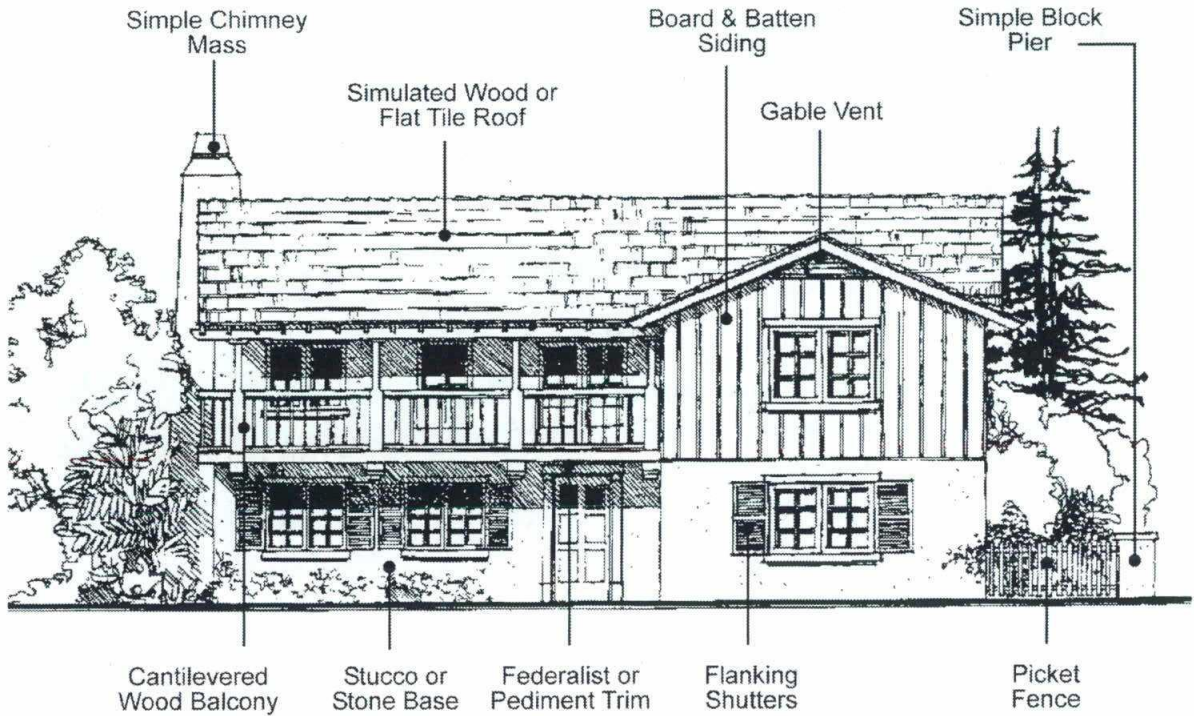 Simple Chimney
Mass
Simulated Wood or
Flat Tile Roof
Board & Batten
Siding
Gable Vent
Simple Block
Pier
Cantilevered
Wood Balcony
Stucco or
Stone Base
Federalist or
Pediment Trim
Flanking
Shutters
Picket
Fence